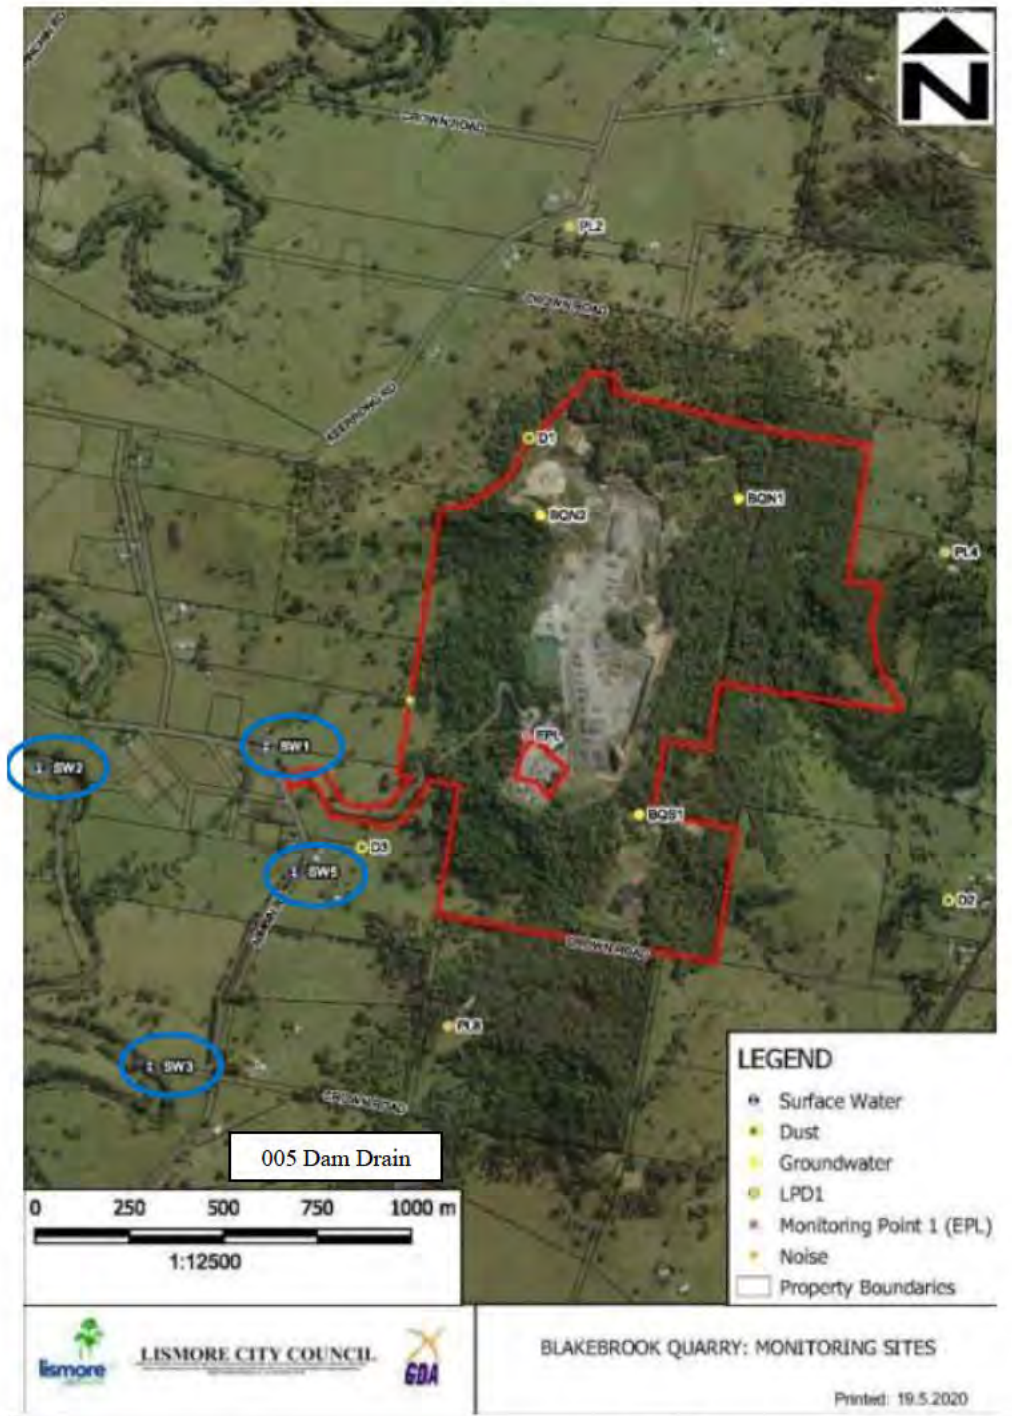 N
CROWN ROAD
PL2
CROWN ROAD
KEERRONG RD
D1
BQN1
BQN2
PL4
EPL
SW1
SW2
BQS1
D3
SW5
D2
CROWN ROAD
PL8
SW3
CROWN ROAD
LEGEND
Surface Water
Dust
Groundwater
LPD1
Monitoring Point 1 (EPL)
Noise
Property Boundaries
005 Dam Drain
0 250 500 750 1000 m
1:12500
lismore
LISMORE CITY COUNCIL
GDA
BLAKEBROOK QUARRY: MONITORING SITES
Printed: 19.5.2020